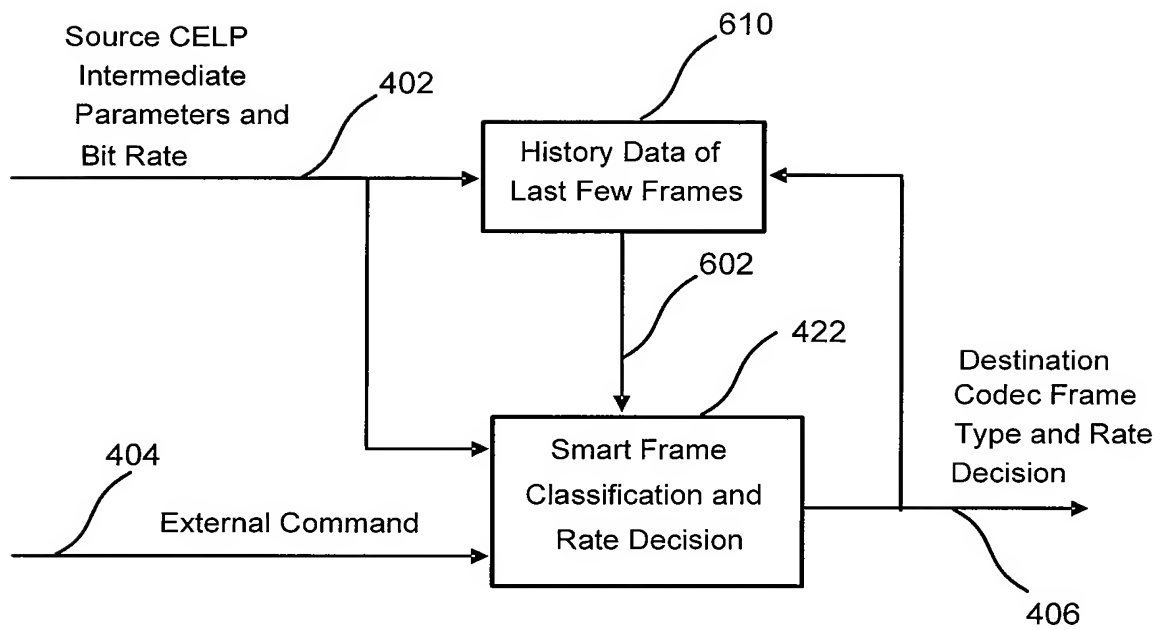 610
Source CELP
Intermediate
Parameters and
Bit Rate
402
History Data of
Last Few Frames
602
422
Destination
Codec Frame
Type and Rate
Decision
Smart Frame
Classification and
Rate Decision
404
External Command
406